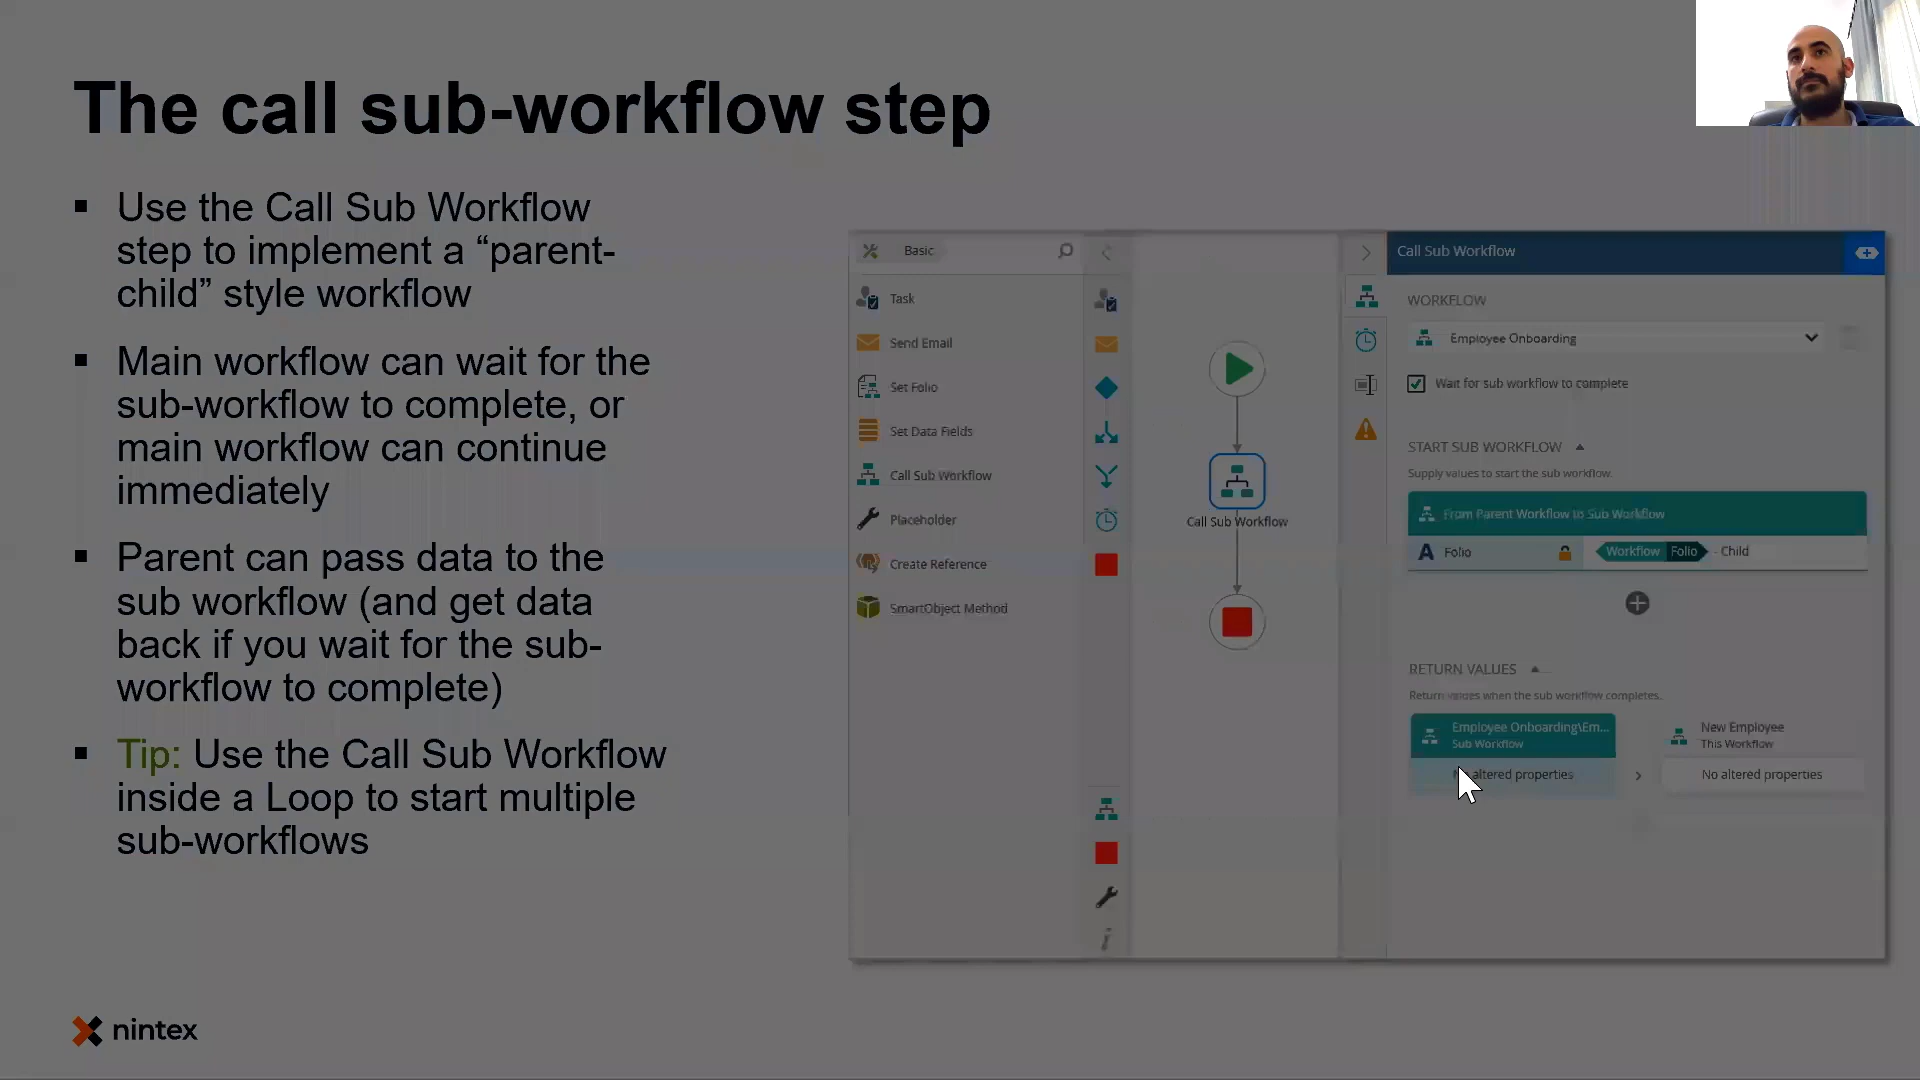 The call sub-workflow step
▪ Use the Call Sub Workflow
step to implement a “parent-
child” style workflow
▪ Main workflow can wait for the
sub-workflow to complete, or
main workflow can continue
immediately
▪ Parent can pass data to the
sub workflow (and get data
back if you wait for the sub-
workflow to complete)
▪ Tip: Use the Call Sub Workflow
inside a Loop to start multiple
sub-workflows
nintex
Basic
Task
Send Email
Set Folio
Set Data Fields
Call Sub Workflow
Placeholder
Create Reference
SmartObject Method
Call Sub Workflow
Call Sub Workflow
WORKFLOW
Employee Onboarding
Wait for sub workflow to complete
START SUB WORKFLOW
Supply values to start the sub workflow.
From Parent Workflow to Sub Workflow
A Folio Workflow Folio - Child
RETURN VALUES
Return values when the sub workflow completes.
Employee Onboarding\Em...
Sub Workflow
No altered properties
New Employee
This Workflow
No altered properties